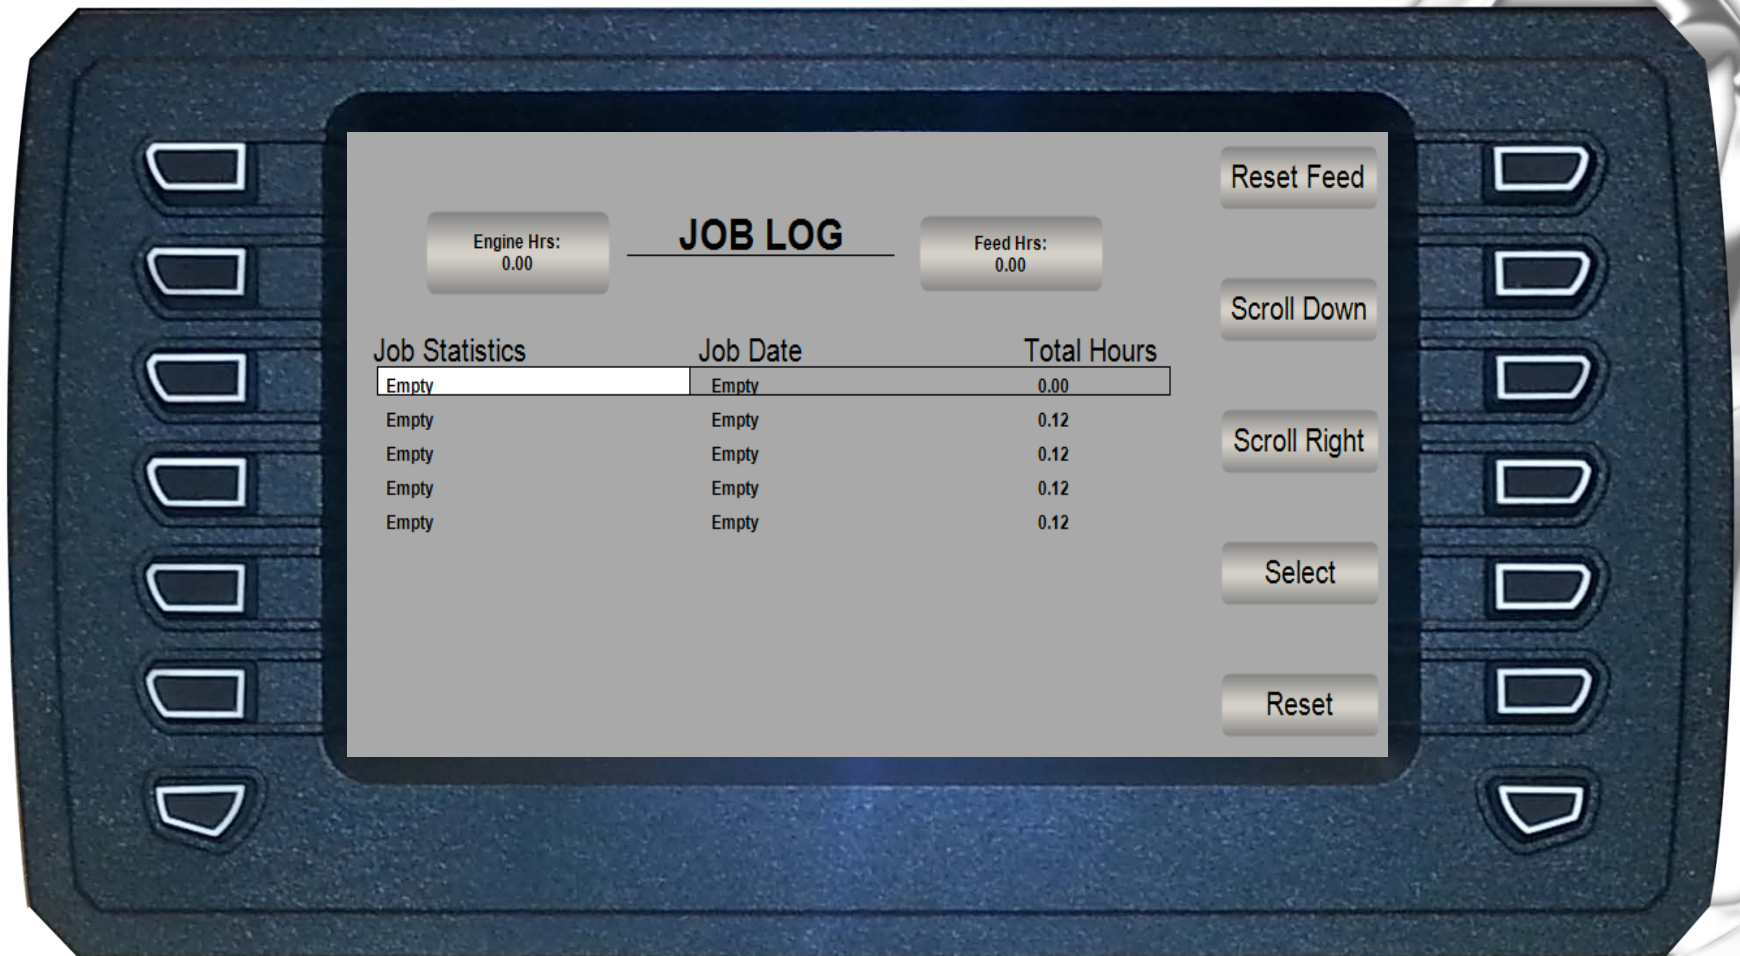 Reset Feed
JOB LOG
Engine Hrs:
0.00
Feed Hrs:
0.00
Scroll Down
Job Statistics Job Date Total Hours
Empty Empty 0.00
Empty Empty 0.12
Empty Empty 0.12
Empty Empty 0.12
Empty Empty 0.12
Scroll Right
Select
Reset